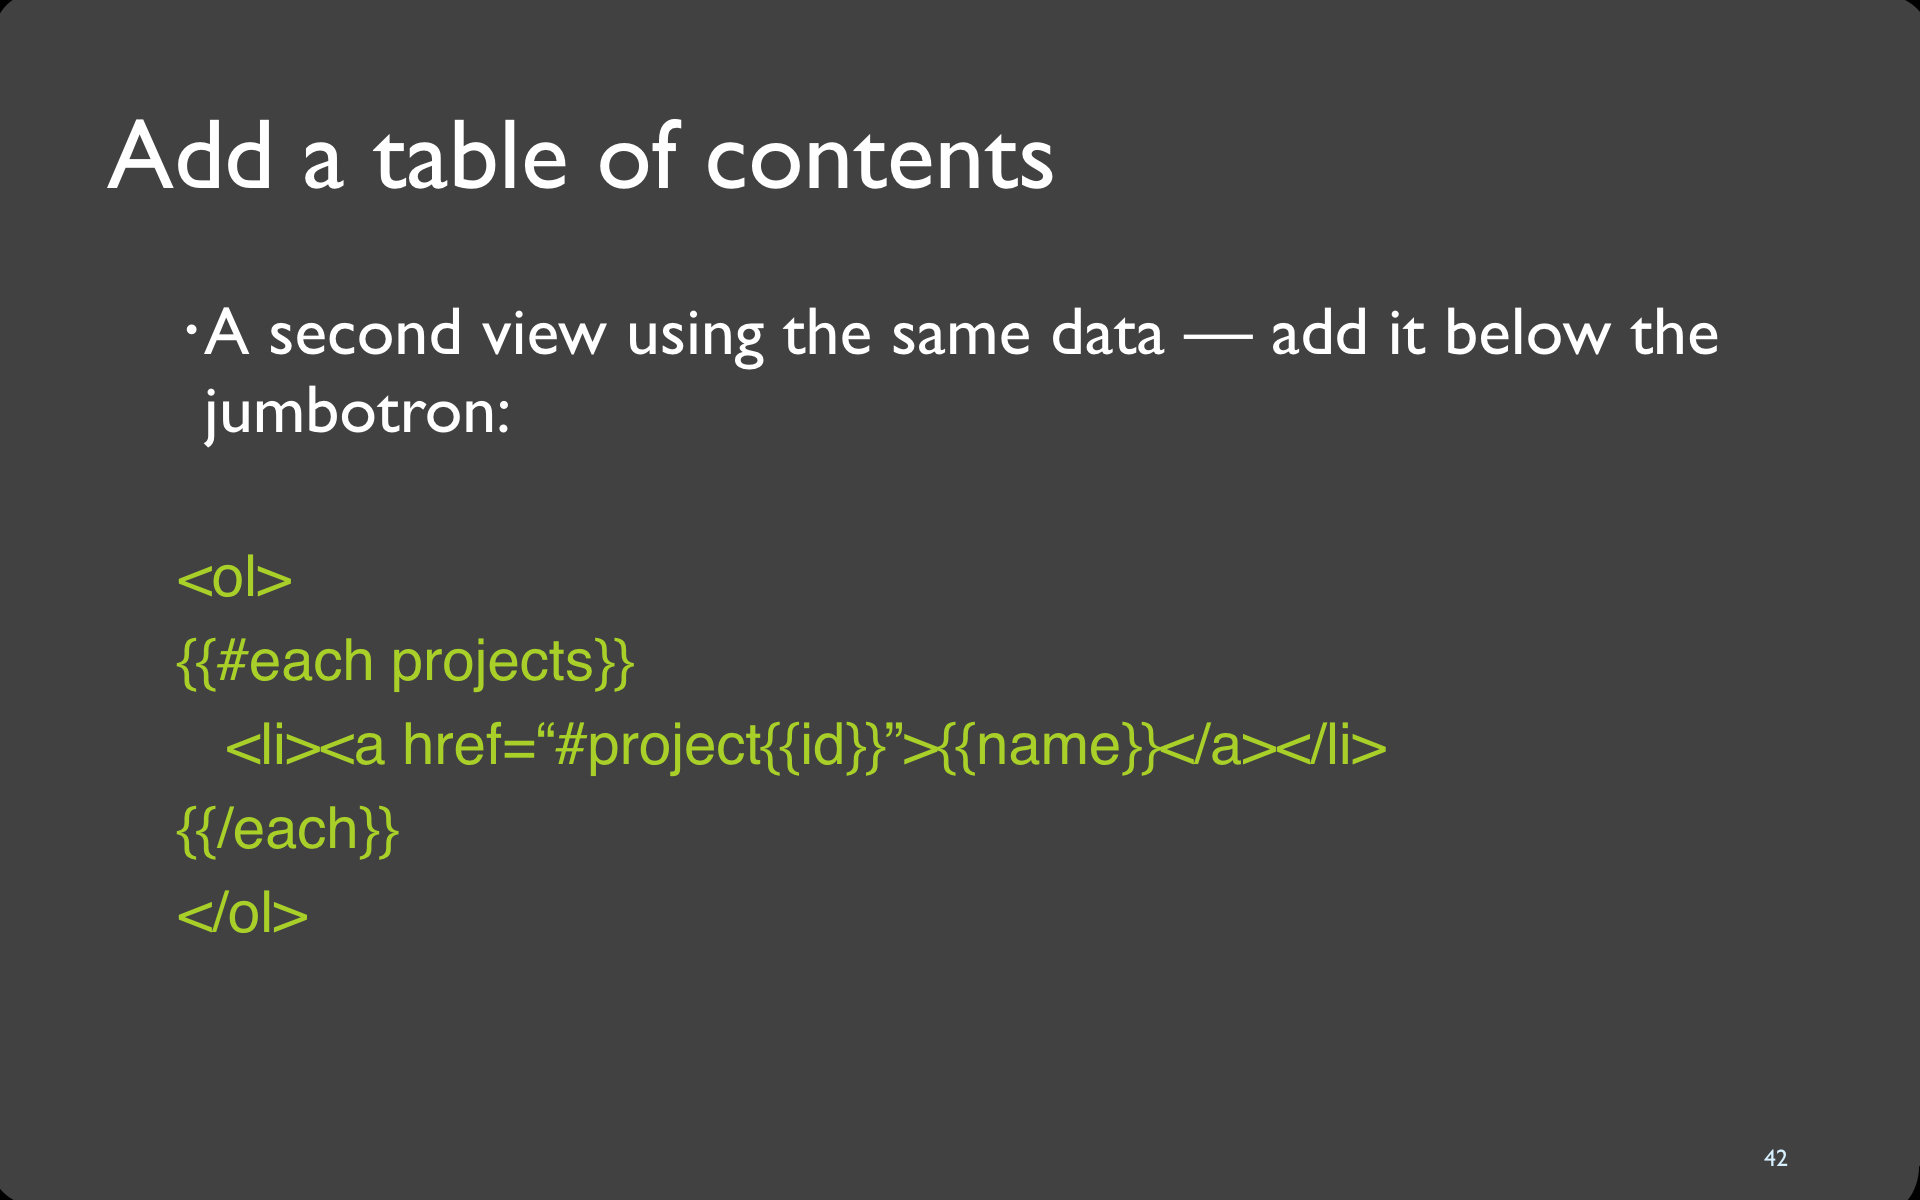 Add a table of contents
•A second view using the same data — add it below the
jumbotron:
<ol>
{{#each projects}}
<li><a href=“#project{{id}}”>{{name}}</a></li>
{{/each}}
</ol>
42